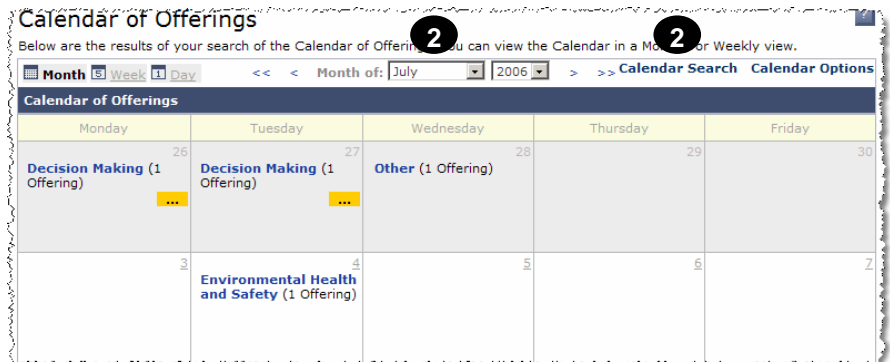 Calendar of Offerings
?
2 2
Below are the results of your search of the Calendar of Offering ou can view the Calendar in a Mo or Weekly view.
Month 5 Week 1 Day << < Month of: July 2006 > >> Calendar Search Calendar Options
Calendar of Offerings
Monday Tuesday Wednesday Thursday Friday
26 27 28 29 30
Decision Making (1 Offering)
...
Decision Making (1 Offering)
...
Other (1 Offering)
3 4 5 6 7
Environmental Health
and Safety (1 Offering)